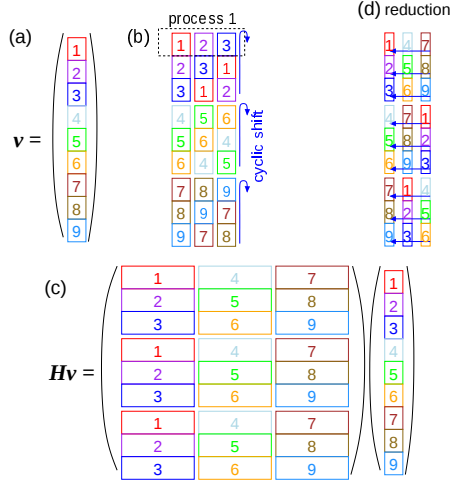 (a)
v =
1
2
3
4
5
6
7
8
9
(b)
process 1
1 2 3
2 3 1
3 1 2
4 5 6
5 6 4
6 4 5
7 8 9
8 9 7
9 7 8
cyclic shift
(d) reduction
1 4 7
2 5 8
3 6 9
4 7 1
5 8 2
6 9 3
7 1 4
8 2 5
9 3 6
(c)
Hv =
1 4 7
2 5 8
3 6 9
1 4 7
2 5 8
3 6 9
1 4 7
2 5 8
3 6 9
1
2
3
4
5
6
7
8
9